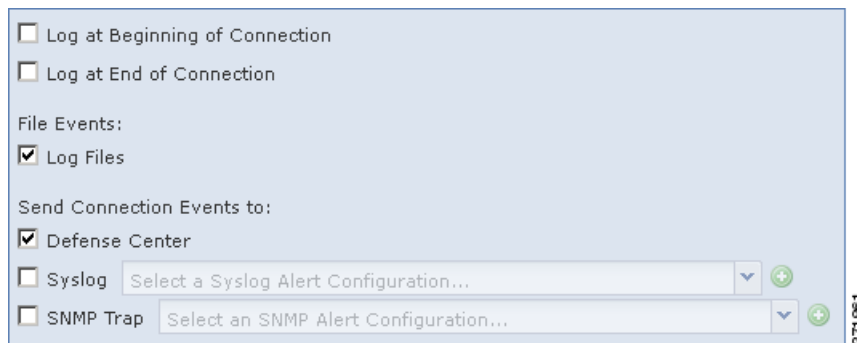 Log at Beginning of Connection
Log at End of Connection
File Events:
Log Files
Send Connection Events to:
Defense Center
Syslog Select a Syslog Alert Configuration...
SNMP Trap Select an SNMP Alert Configuration...